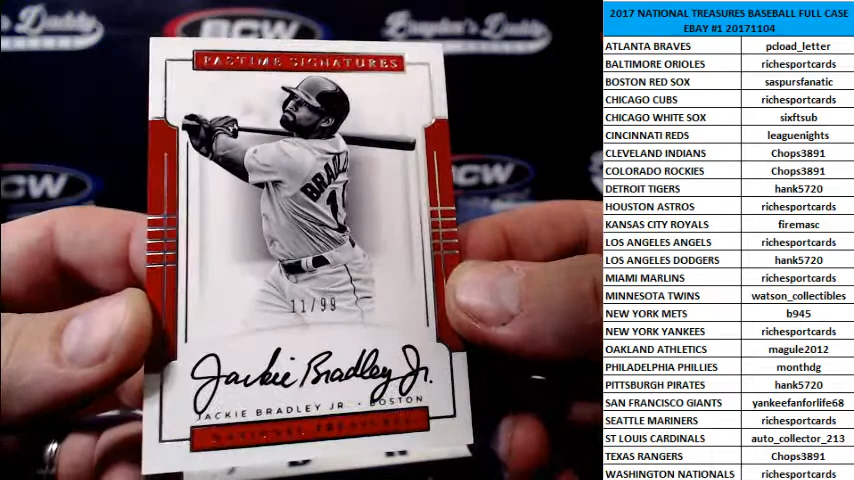 Breaker's Daddy
BCW
PASTIME SIGNATURES
BRADLE
1
11/99
Jackie Bradley Jr.
JACKIE BRADLEY JR • BOSTON
NATIONAL TREASURES
2017 NATIONAL TREASURES BASEBALL FULL CASE
EBAY #1 20171104
ATLANTA BRAVES pcload_letter
BALTIMORE ORIOLES richesportcards
BOSTON RED SOX saspursfanatic
CHICAGO CUBS richesportcards
CHICAGO WHITE SOX sixftsub
CINCINNATI REDS leaguenights
CLEVELAND INDIANS Chops3891
COLORADO ROCKIES Chops3891
DETROIT TIGERS hank5720
HOUSTON ASTROS richesportcards
KANSAS CITY ROYALS firemasc
LOS ANGELES ANGELS richesportcards
LOS ANGELES DODGERS hank5720
MIAMI MARLINS richesportcards
MINNESOTA TWINS watson_collectibles
NEW YORK METS b945
NEW YORK YANKEES richesportcards
OAKLAND ATHLETICS magule2012
PHILADELPHIA PHILLIES monthdg
PITTSBURGH PIRATES hank5720
SAN FRANCISCO GIANTS yankeefanforlife68
SEATTLE MARINERS richesportcards
ST LOUIS CARDINALS auto_collector_213
TEXAS RANGERS Chops3891
WASHINGTON NATIONALS richesportcards